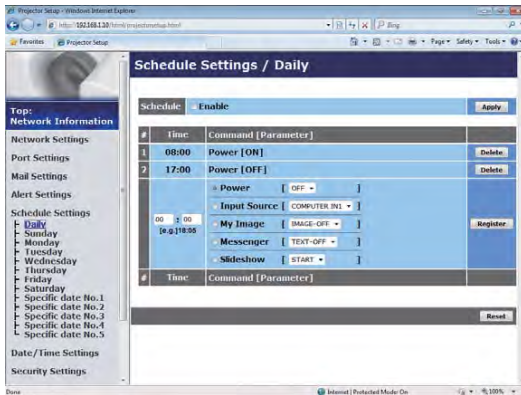 Projector Setup - Windows Internet Explorer
http://192.168.1.10/html/projectorsetup.html
Bing
Favorites Projector Setup Page Safety Tools
Top:
Network Information
Network Settings
Port Settings
Mail Settings
Alert Settings
Schedule Settings
Daily
Sunday
Monday
Tuesday
Wednesday
Thursday
Friday
Saturday
Specific date No.1
Specific date No.2
Specific date No.3
Specific date No.4
Specific date No.5
Date/Time Settings
Security Settings
Schedule Settings / Daily
Schedule Enable Apply
# Time Command [Parameter]
1 08:00 Power [ON] Delete
2 17:00 Power [OFF] Delete
00 : 00
[e.g.]18:06
Power [ OFF ]
Input Source [ COMPUTER IN1 ]
My Image [ IMAGE-OFF ]
Messenger [ TEXT-OFF ]
Slideshow [ START ]
Register
# Time Command [Parameter]
Reset
Done Internet | Protected Mode: On 100%